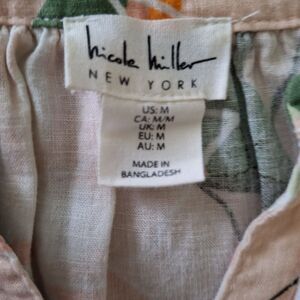 nicole miller
NEW YORK
US: M
CA: M/M
UK: M
EU: M
AU: M
MADE IN
BANGLADESH